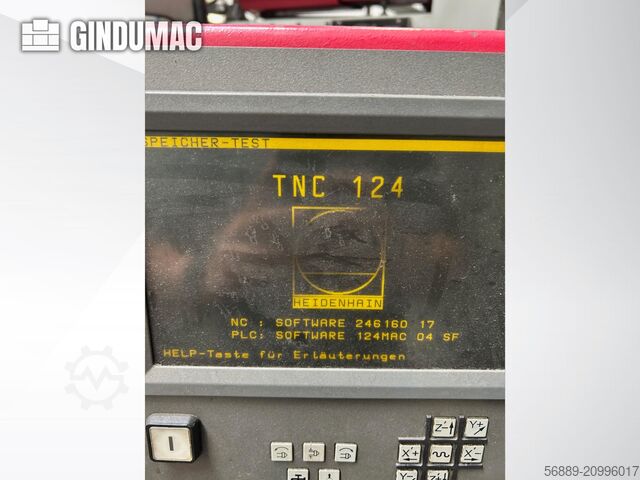 GINDUMAC
SPEICHER-TEST
TNC 124
HEIDENHAIN
NC : SOFTWARE 246160 17
PLC: SOFTWARE 124MAC 04 SF
HELP-Taste für Erläuterungen
I
Z'↑ Y+
X'+ X'-
56889-20996017